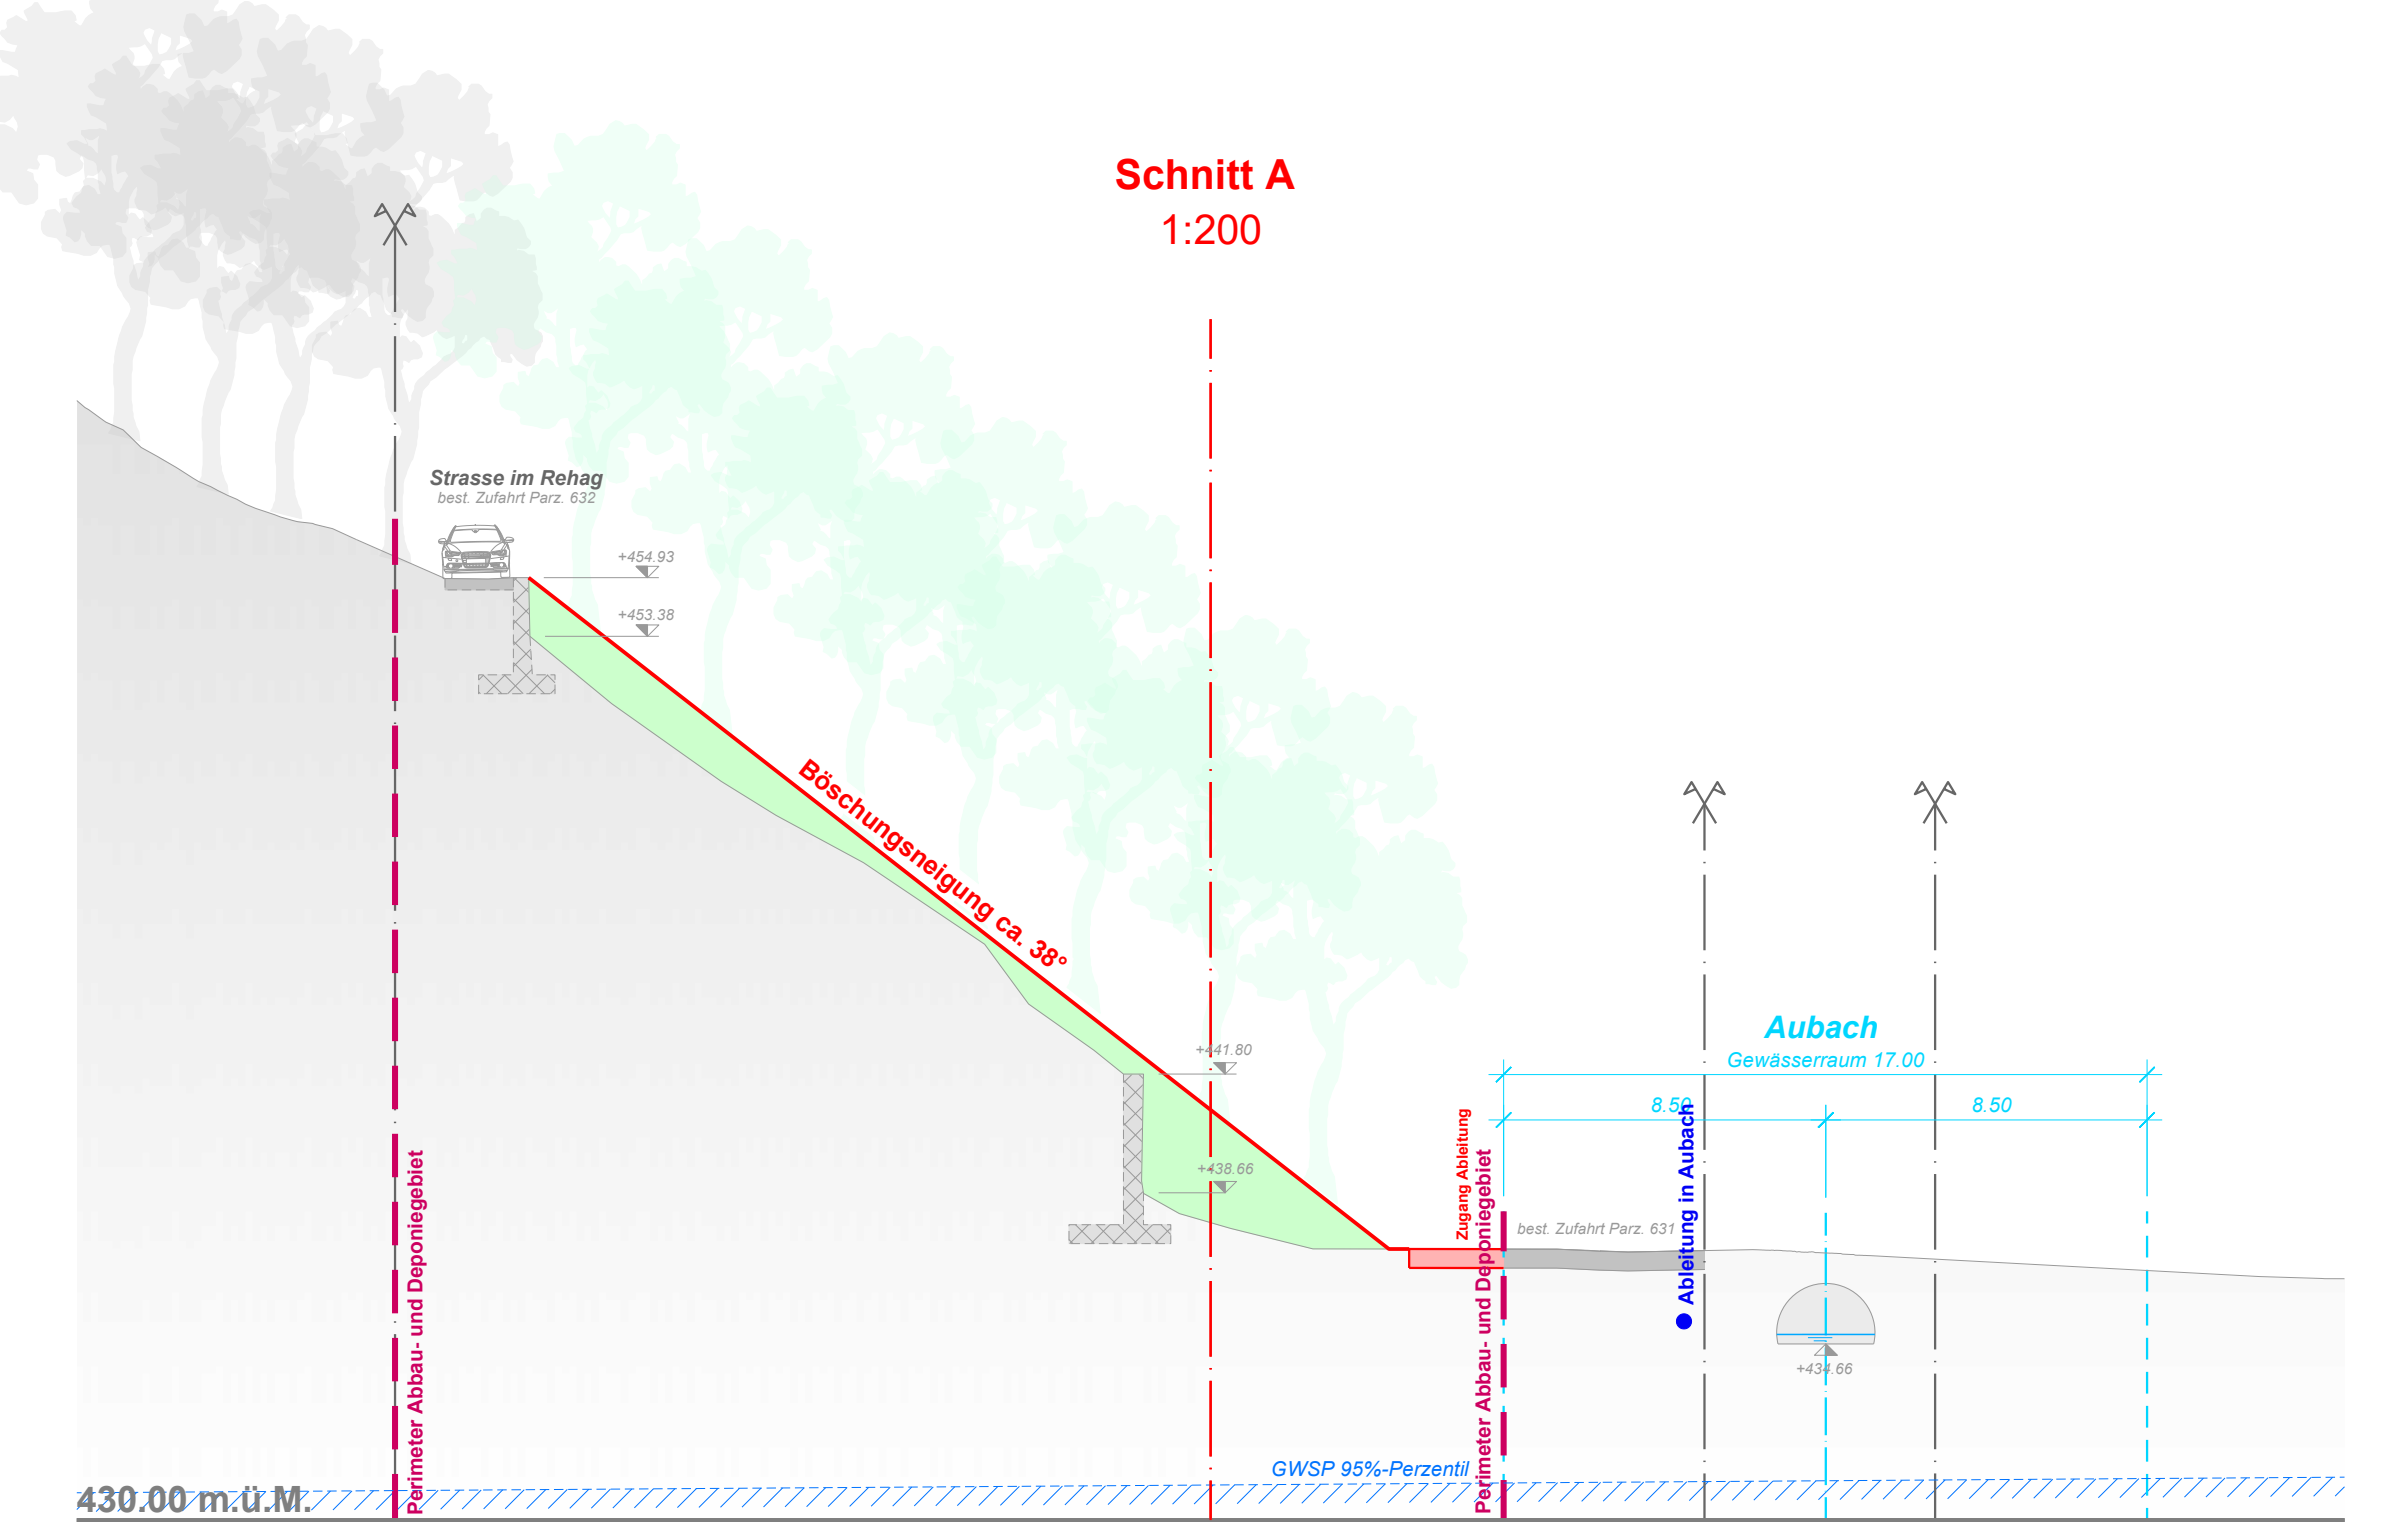 Schnitt A
1:200
Strasse im Rehag
best. Zufahrt Parz. 632
+454.93
+453.38
Böschungsneigung ca. 38°
+441.80
+438.66
Aubach
Gewässerraum 17.00
8.50
8.50
Zugang Ableitung
Perimeter Abbau- und Deponiegebiet
Perimeter Abbau- und Deponiegebiet
best. Zufahrt Parz. 631
Ableitung in Aubach
+434.66
GWSP 95%-Perzentil
430.00 m.ü.M.